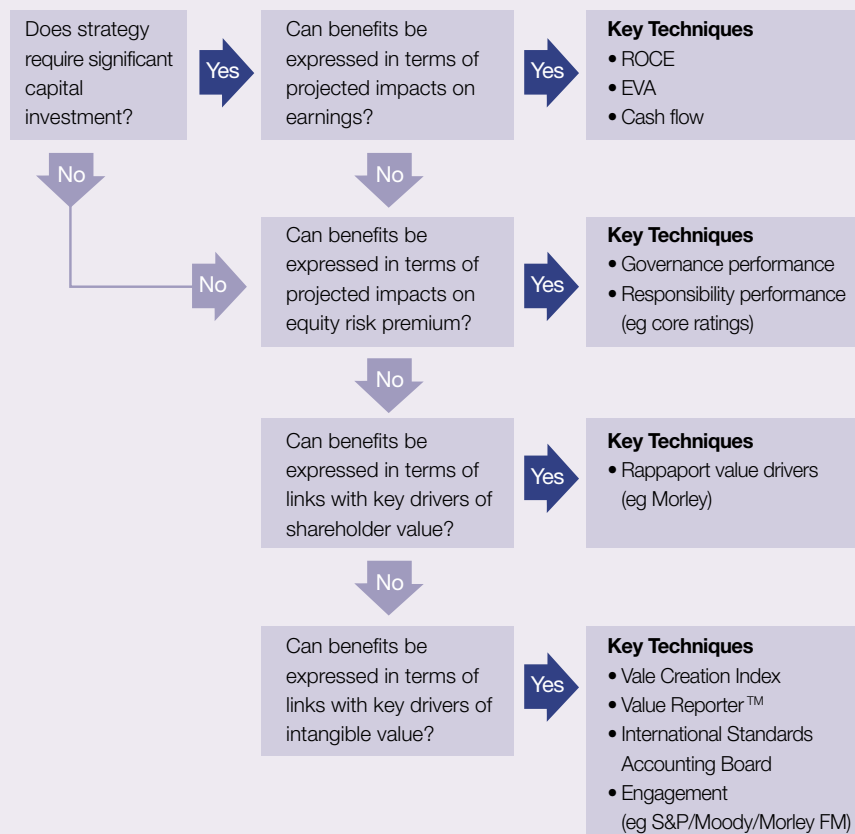 Does strategy
require significant
capital
investment?
Yes
Can benefits be
expressed in terms of
projected impacts on
earnings?
Yes
Key Techniques
• ROCE
• EVA
• Cash flow
No
No
No
Can benefits be
expressed in terms of
projected impacts on
equity risk premium?
Yes
Key Techniques
• Governance performance
• Responsibility performance
(eg core ratings)
No
Can benefits be
expressed in terms of
links with key drivers of
shareholder value?
Yes
Key Techniques
• Rappaport value drivers
(eg Morley)
No
Can benefits be
expressed in terms of
links with key drivers of
intangible value?
Yes
Key Techniques
• Vale Creation Index
• Value Reporter™
• International Standards
Accounting Board
• Engagement
(eg S&P/Moody/Morley FM)